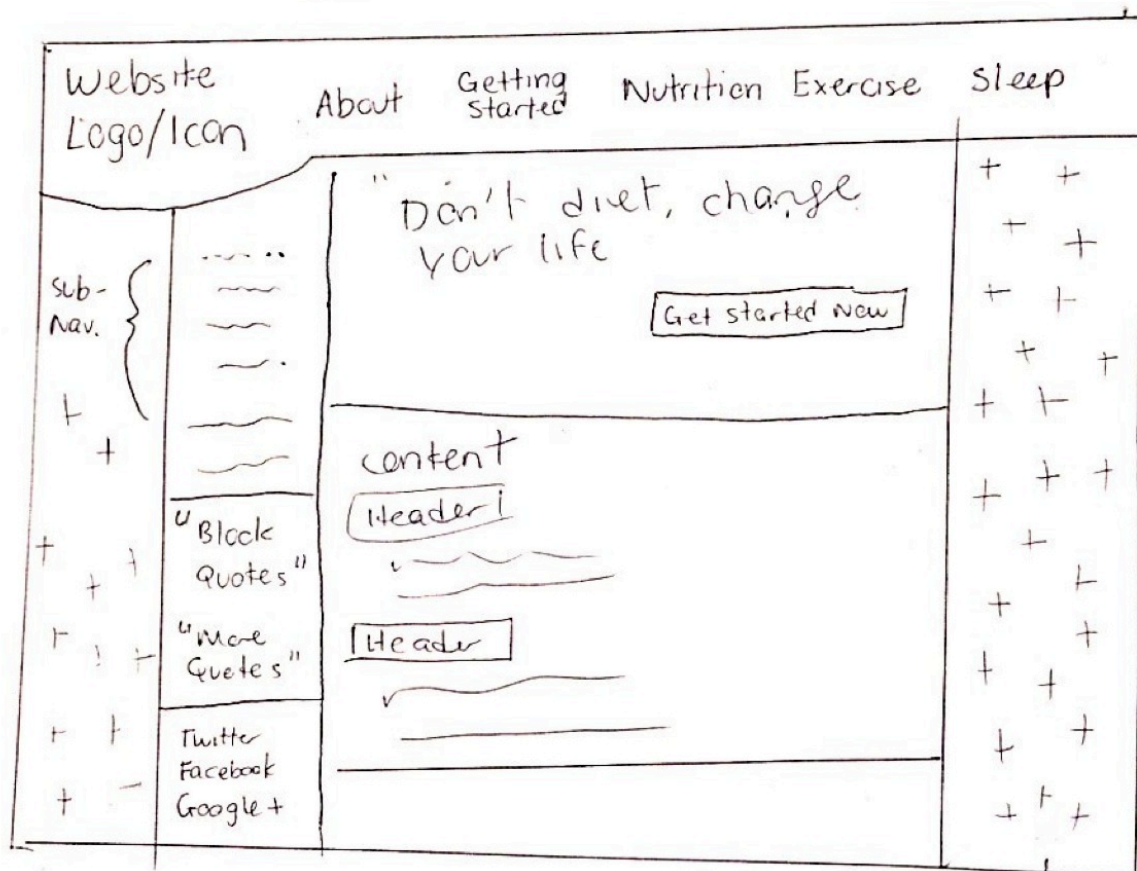 Website
Logo/Icon
About
Getting
Started
Nutrition
Exercise
Sleep
"Don't diet, change
your life
Get started Now
Sub-
Nav.
"Block
Quotes"
"More
Quotes"
Twitter
Facebook
Google+
content
Header 1
Header